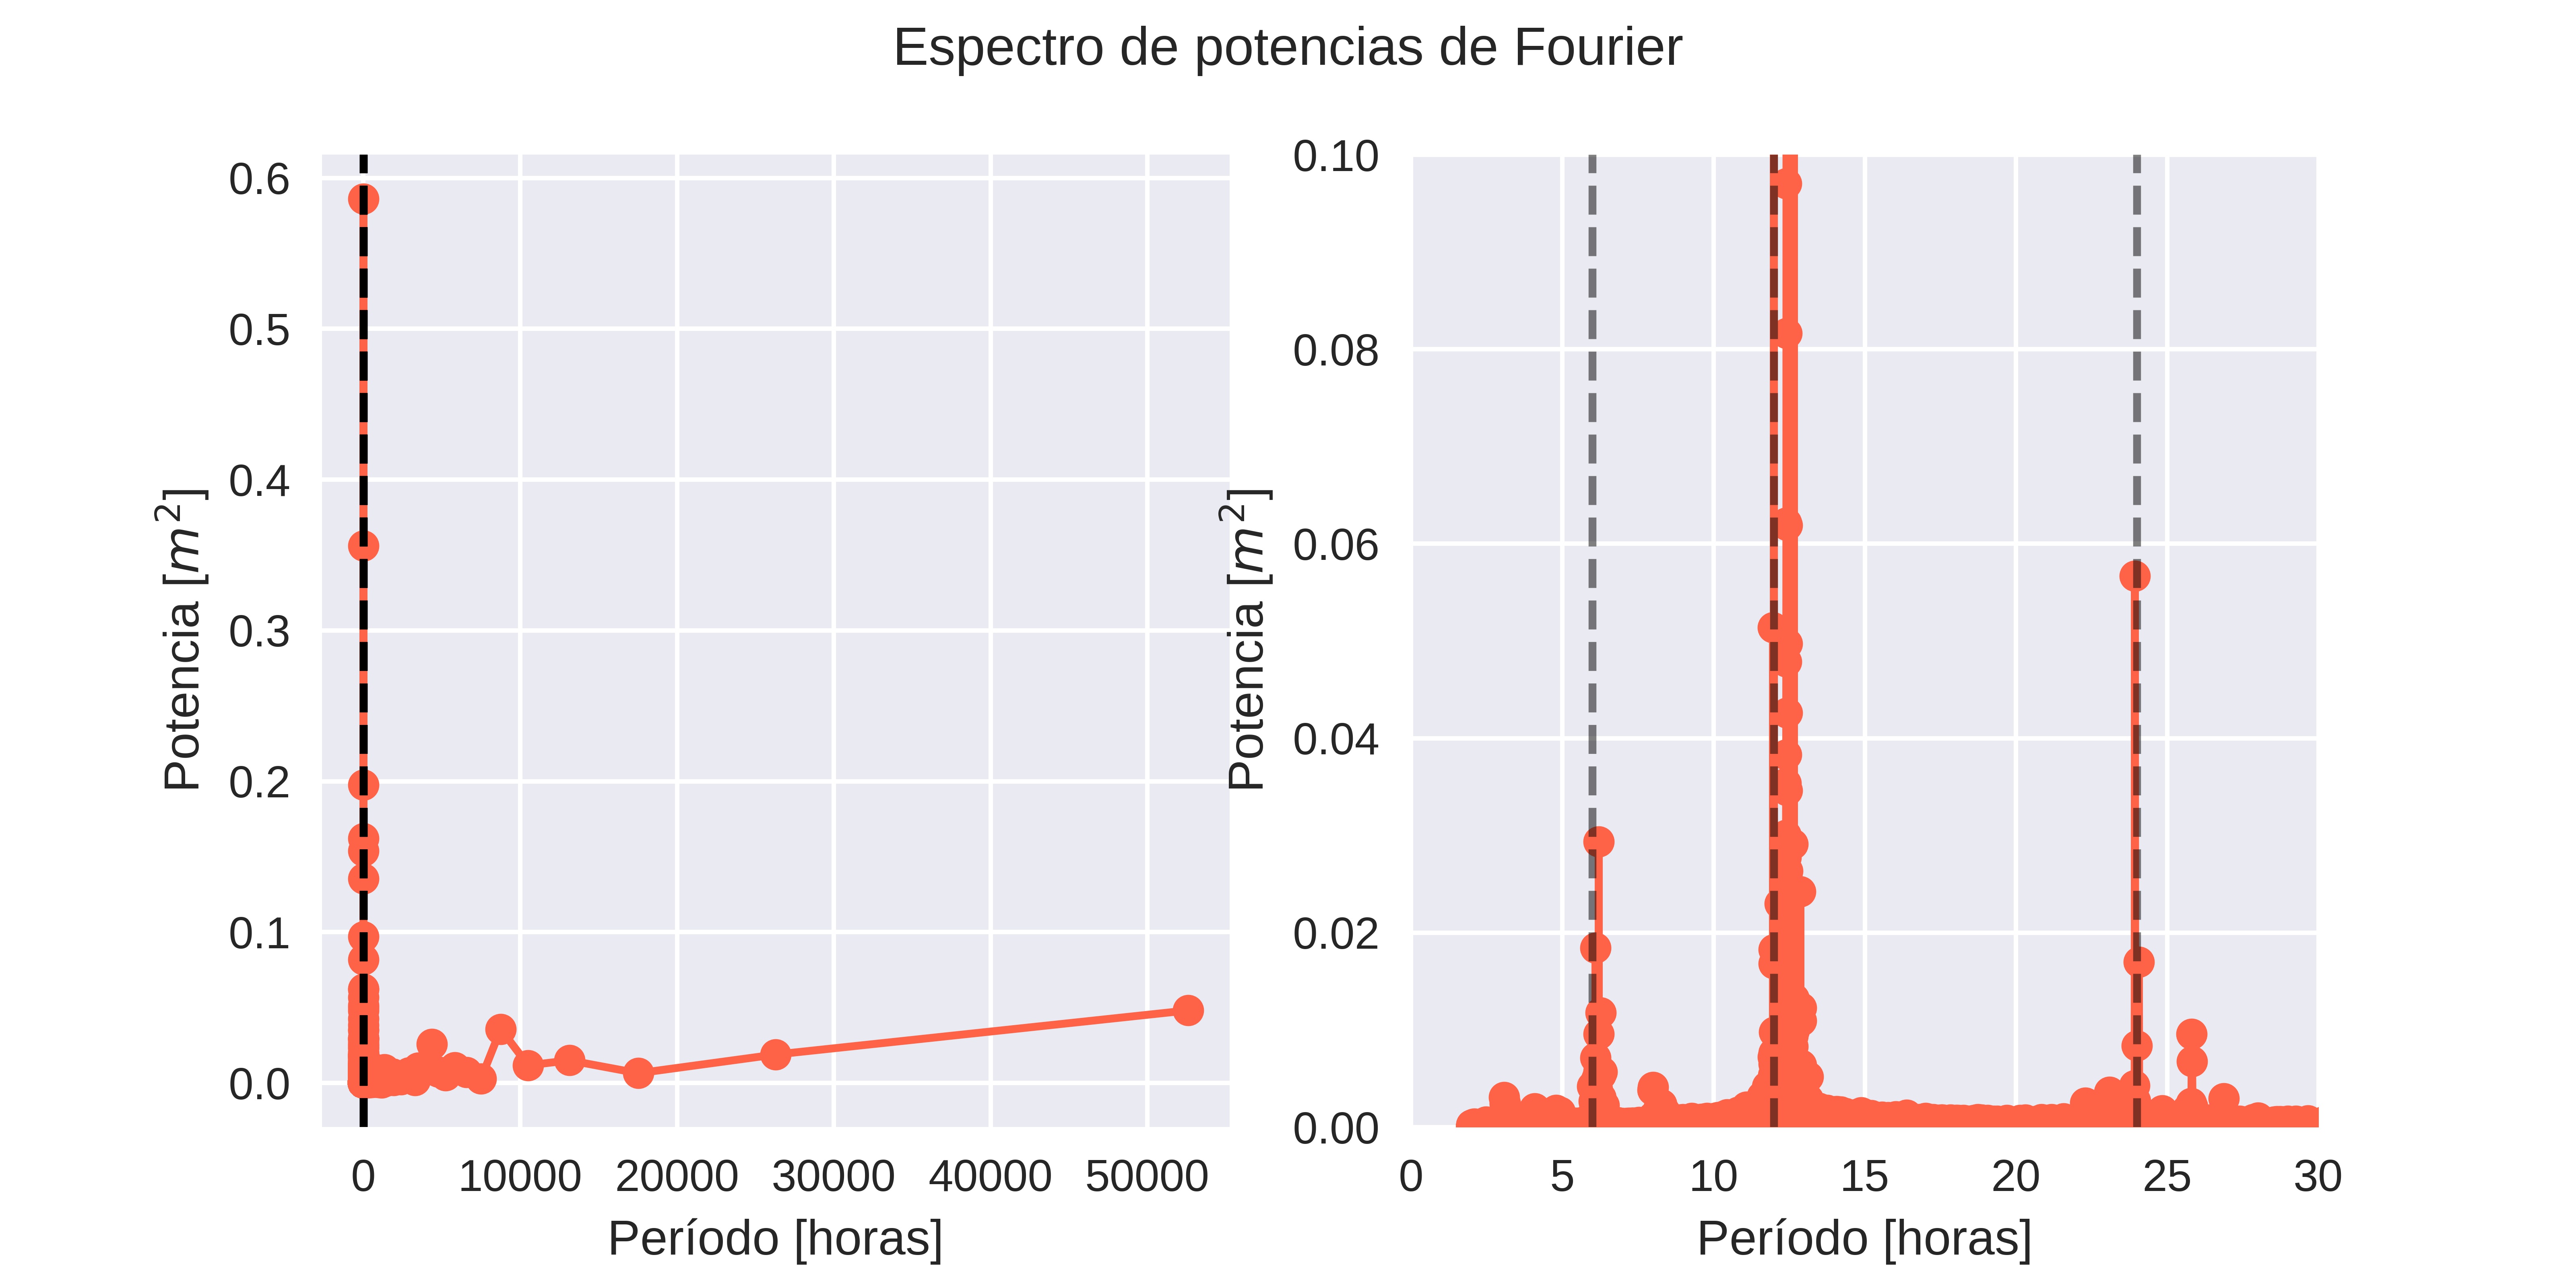 Espectro de potencias de Fourier
0.6
0.5
0.4
0.3
0.2
0.1
0.0
Potencia [m²]
0 10000 20000 30000 40000 50000
Período [horas]
0.10
0.08
0.06
0.04
0.02
0.00
Potencia [m²]
0 5 10 15 20 25 30
Período [horas]